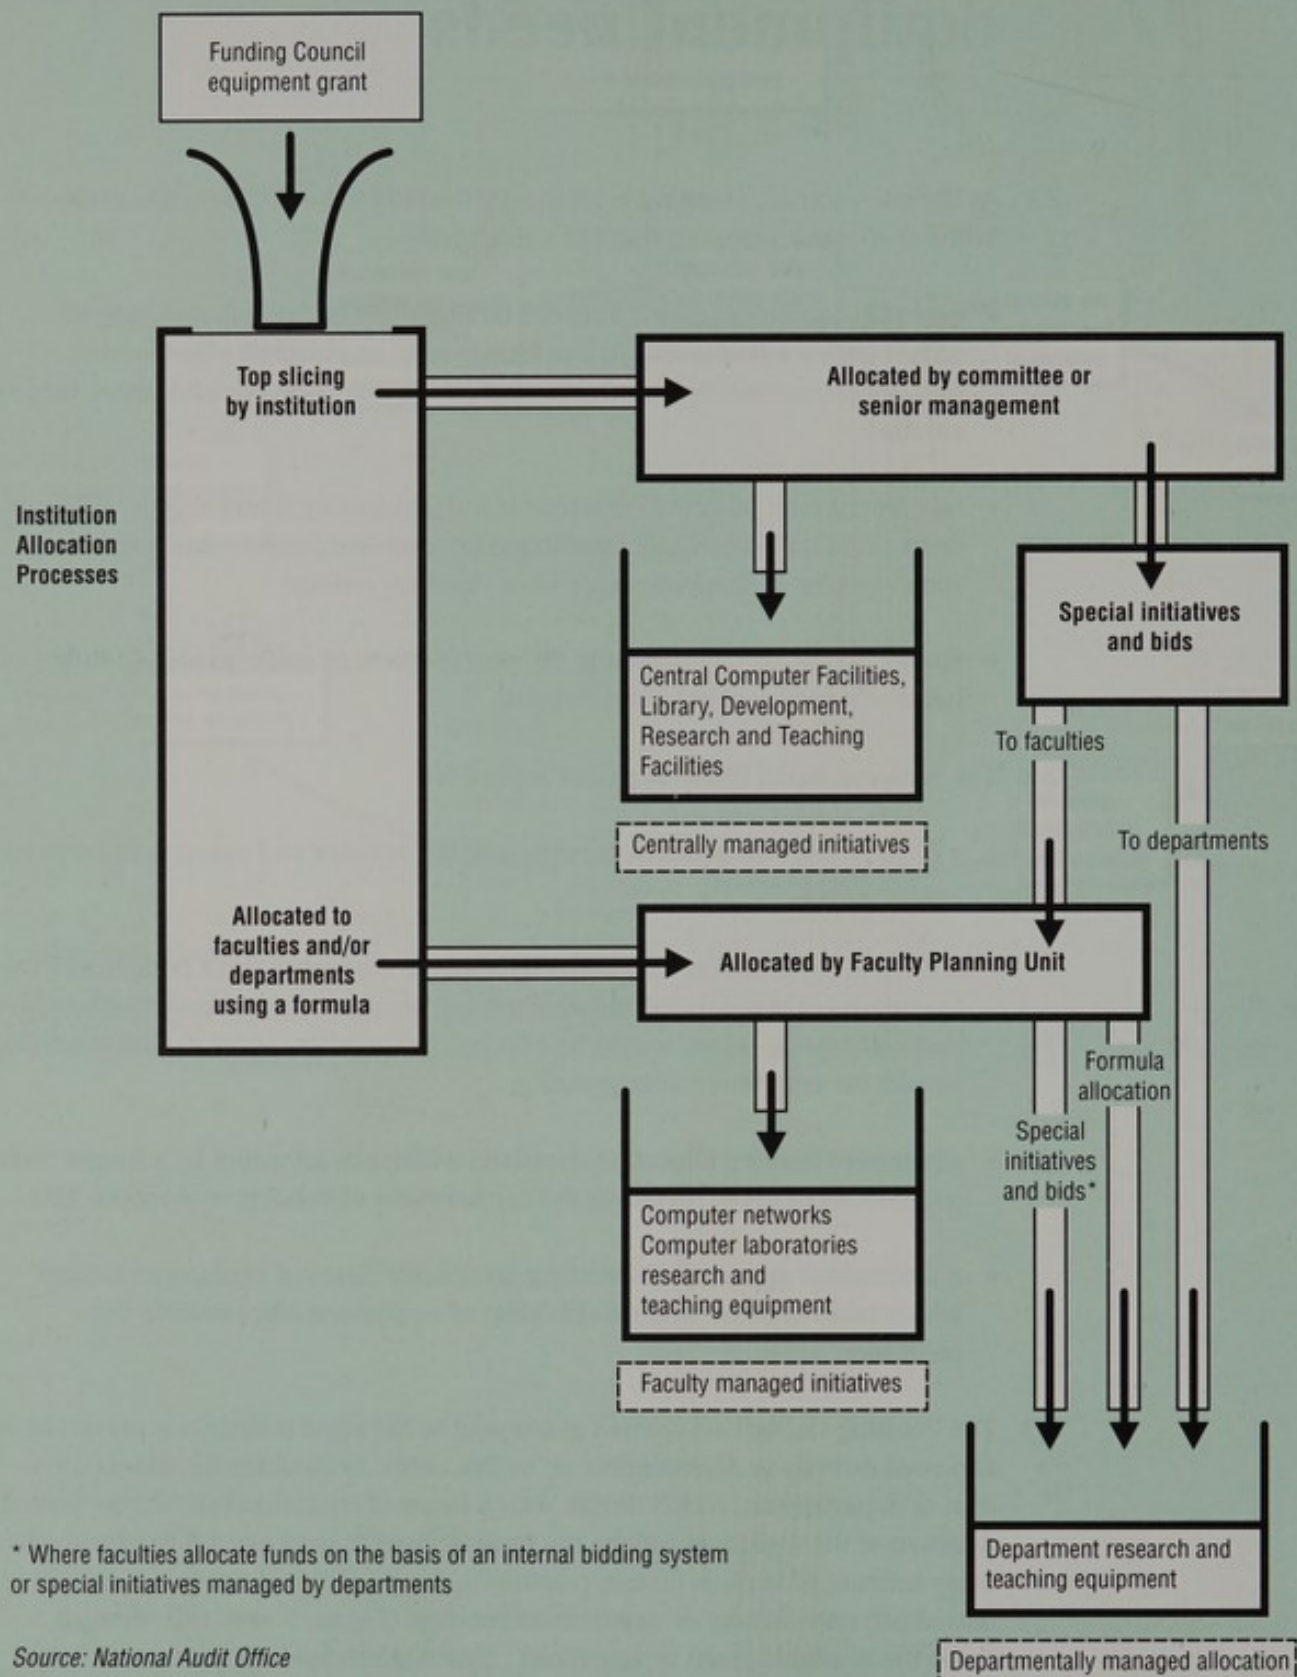 Funding Council
equipment grant
Top slicing
by institution
Allocated by committee or
senior management
Institution
Allocation
Processes
Special initiatives
and bids
Central Computer Facilities,
Library, Development,
Research and Teaching
Facilities
To faculties
Centrally managed initiatives
To departments
Allocated to
faculties and/or
departments
using a formula
Allocated by Faculty Planning Unit
Formula
allocation
Special
initiatives
and bids*
Computer networks
Computer laboratories
research and
teaching equipment
Faculty managed initiatives
Department research and
teaching equipment
* Where faculties allocate funds on the basis of an internal bidding system
or special initiatives managed by departments
Source: National Audit Office
Departmentally managed allocation